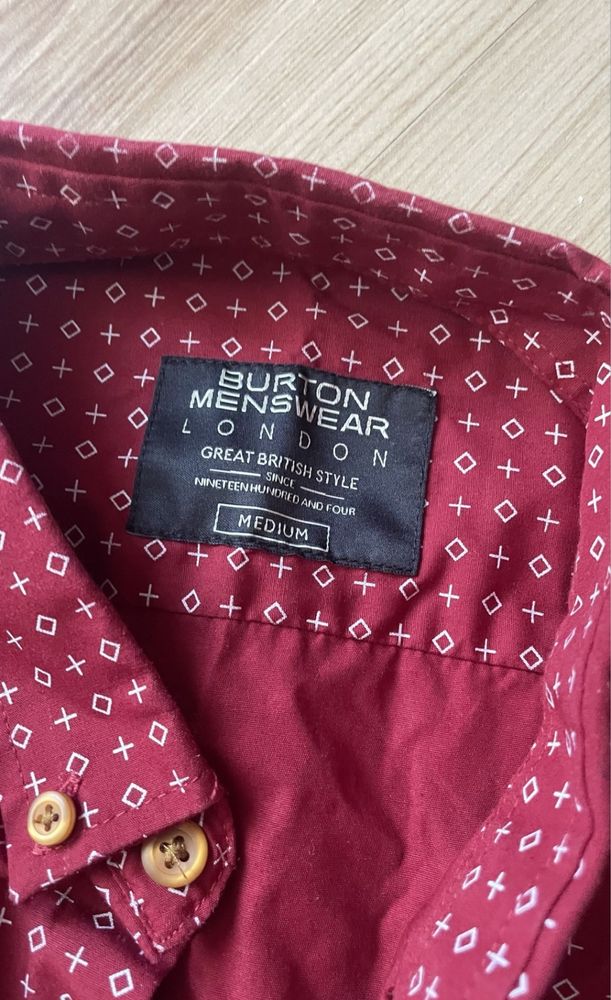 BURTON
MENSWEAR
LONDON
GREAT BRITISH STYLE
SINCE
NINETEEN HUNDRED AND FOUR
MEDIUM